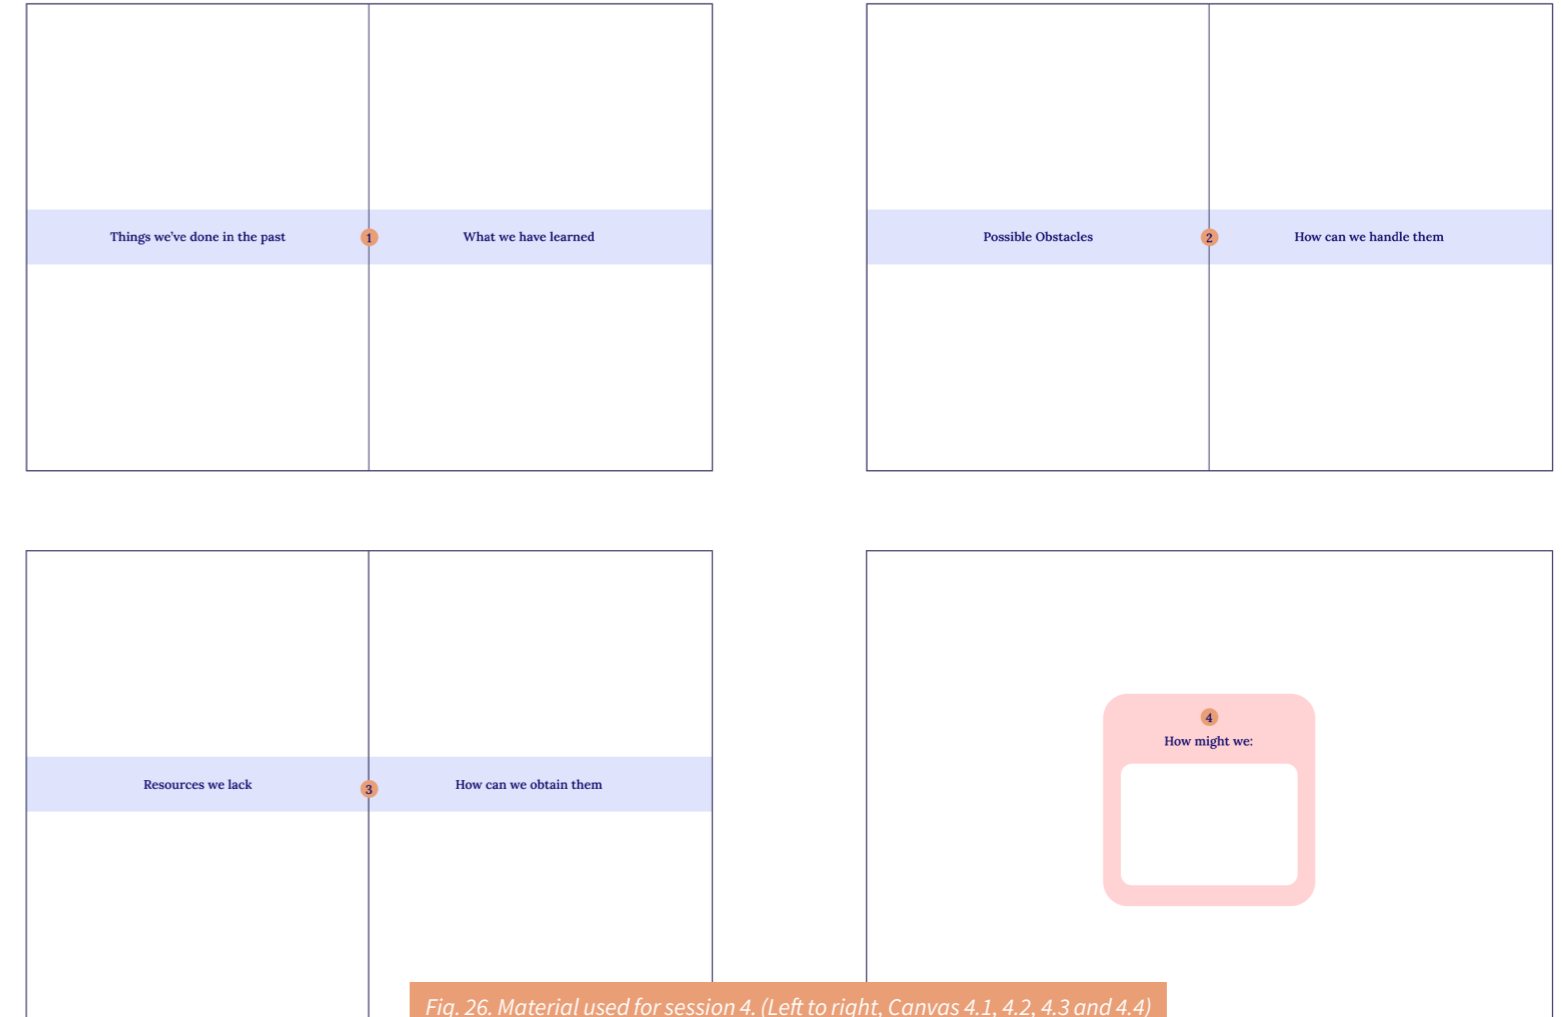 Things we've done in the past 1 What we have learned
Possible Obstacles 2 How can we handle them
Resources we lack 3 How can we obtain them
4
How might we:
Fig. 26. Material used for session 4. (Left to right, Canvas 4.1, 4.2, 4.3 and 4.4)